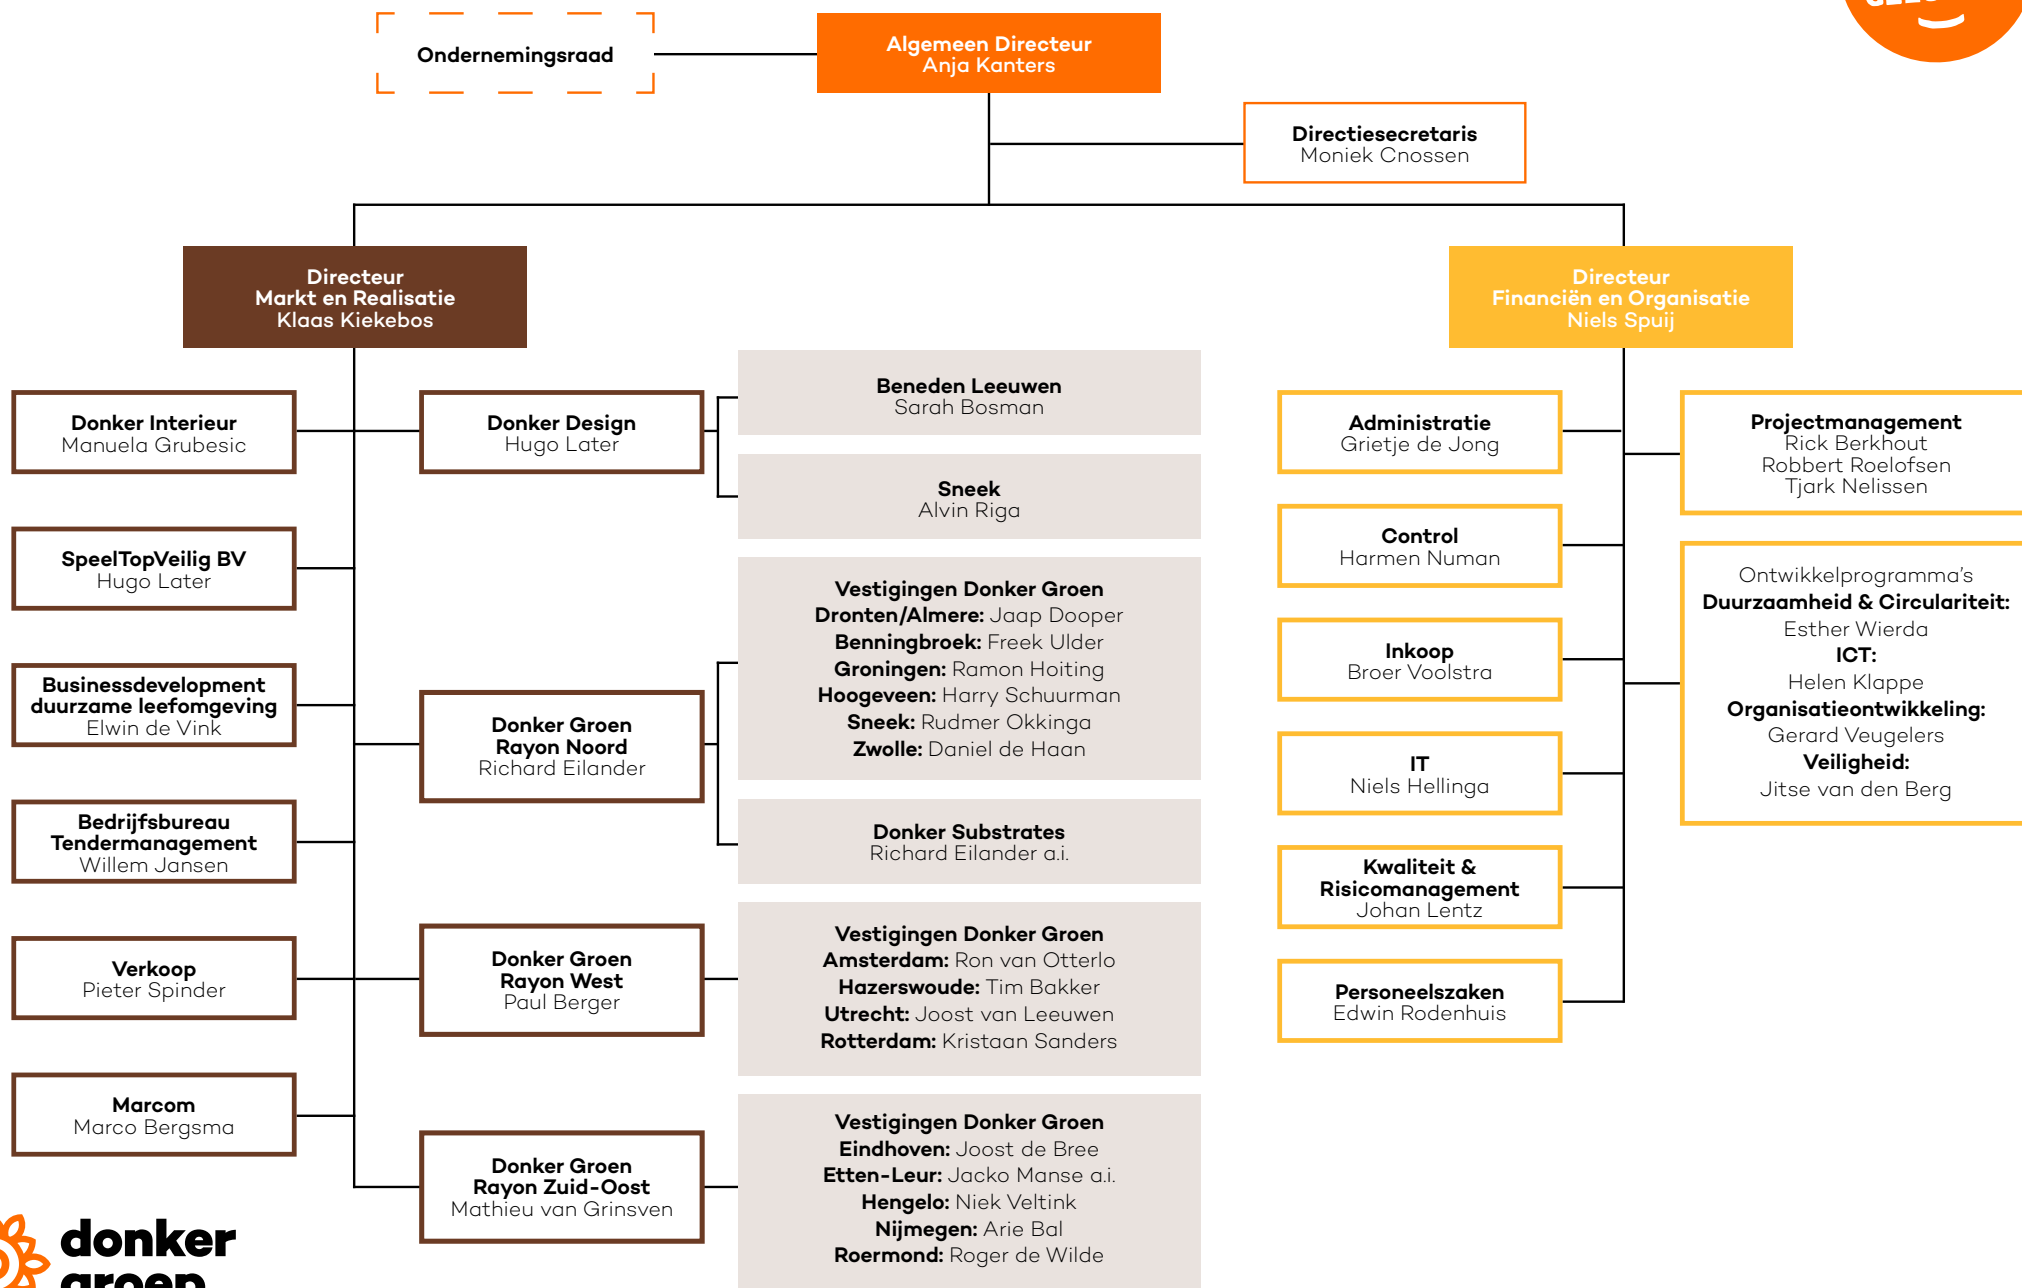 Ondernemingsraad
Algemeen Directeur
Anja Kanters
Directiesecretaris
Moniek Cnossen
Directeur
Markt en Realisatie
Klaas Kiekebos
Directeur
Financiën en Organisatie
Niels Spuij
Donker Interieur
Manuela Grubesic
SpeelTopVeilig BV
Hugo Later
Businessdevelopment
duurzame leefomgeving
Elwin de Vink
Bedrijfsbureau
Tendermanagement
Willem Jansen
Verkoop
Pieter Spinder
Marcom
Marco Bergsma
Donker Design
Hugo Later
Beneden Leeuwen
Sarah Bosman
Sneek
Alvin Riga
Donker Groen
Rayon Noord
Richard Eilander
Vestigingen Donker Groen
Dronten/Almere: Jaap Dooper
Benningbroek: Freek Ulder
Groningen: Ramon Hoiting
Hoogeveen: Harry Schuurman
Sneek: Rudmer Okkinga
Zwolle: Daniel de Haan
Donker Substrates
Richard Eilander a.i.
Donker Groen
Rayon West
Paul Berger
Vestigingen Donker Groen
Amsterdam: Ron van Otterlo
Hazerswoude: Tim Bakker
Utrecht: Joost van Leeuwen
Rotterdam: Kristaan Sanders
Donker Groen
Rayon Zuid-Oost
Mathieu van Grinsven
Vestigingen Donker Groen
Eindhoven: Joost de Bree
Etten-Leur: Jacko Manse a.i.
Hengelo: Niek Veltink
Nijmegen: Arie Bal
Roermond: Roger de Wilde
Administratie
Grietje de Jong
Control
Harmen Numan
Inkoop
Broer Voolstra
IT
Niels Hellinga
Kwaliteit &
Risicomanagement
Johan Lentz
Personeelszaken
Edwin Rodenhuis
Projectmanagement
Rick Berkhout
Robbert Roelofsen
Tjark Nelissen
Ontwikkelprogramma's
Duurzaamheid & Circulariteit:
Esther Wierda
ICT:
Helen Klappe
Organisatieontwikkeling:
Gerard Veugelers
Veiligheid:
Jitse van den Berg
donker
groep